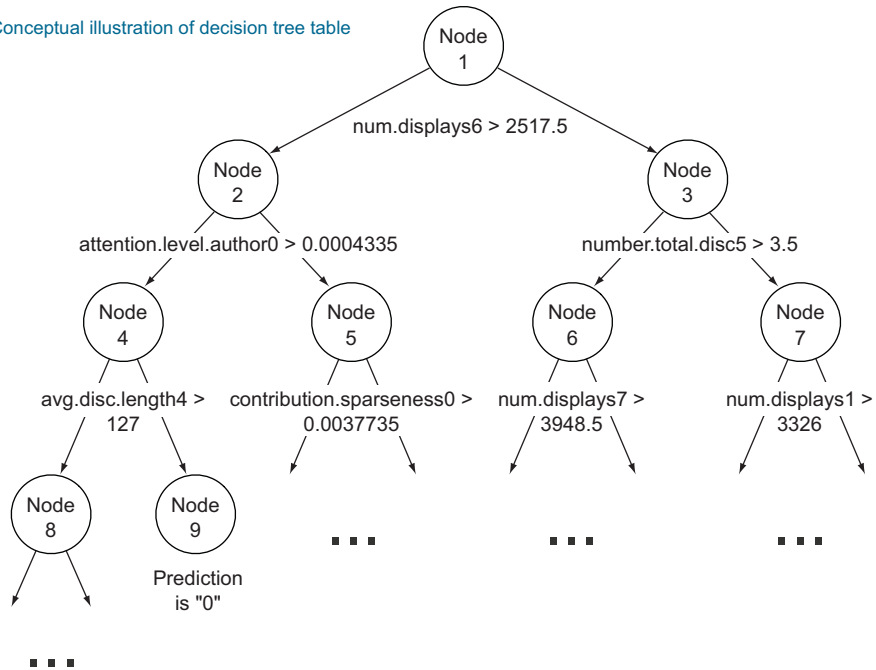 Conceptual illustration of decision tree table
Node
1
num.displays6 > 2517.5
Node
2
Node
3
attention.level.author0 > 0.0004335
number.total.disc5 > 3.5
Node
4
Node
5
Node
6
Node
7
avg.disc.length4 >
127
contribution.sparseness0 >
0.0037735
num.displays7 >
3948.5
num.displays1 >
3326
Node
8
Node
9
...
...
...
Prediction
is "0"
...